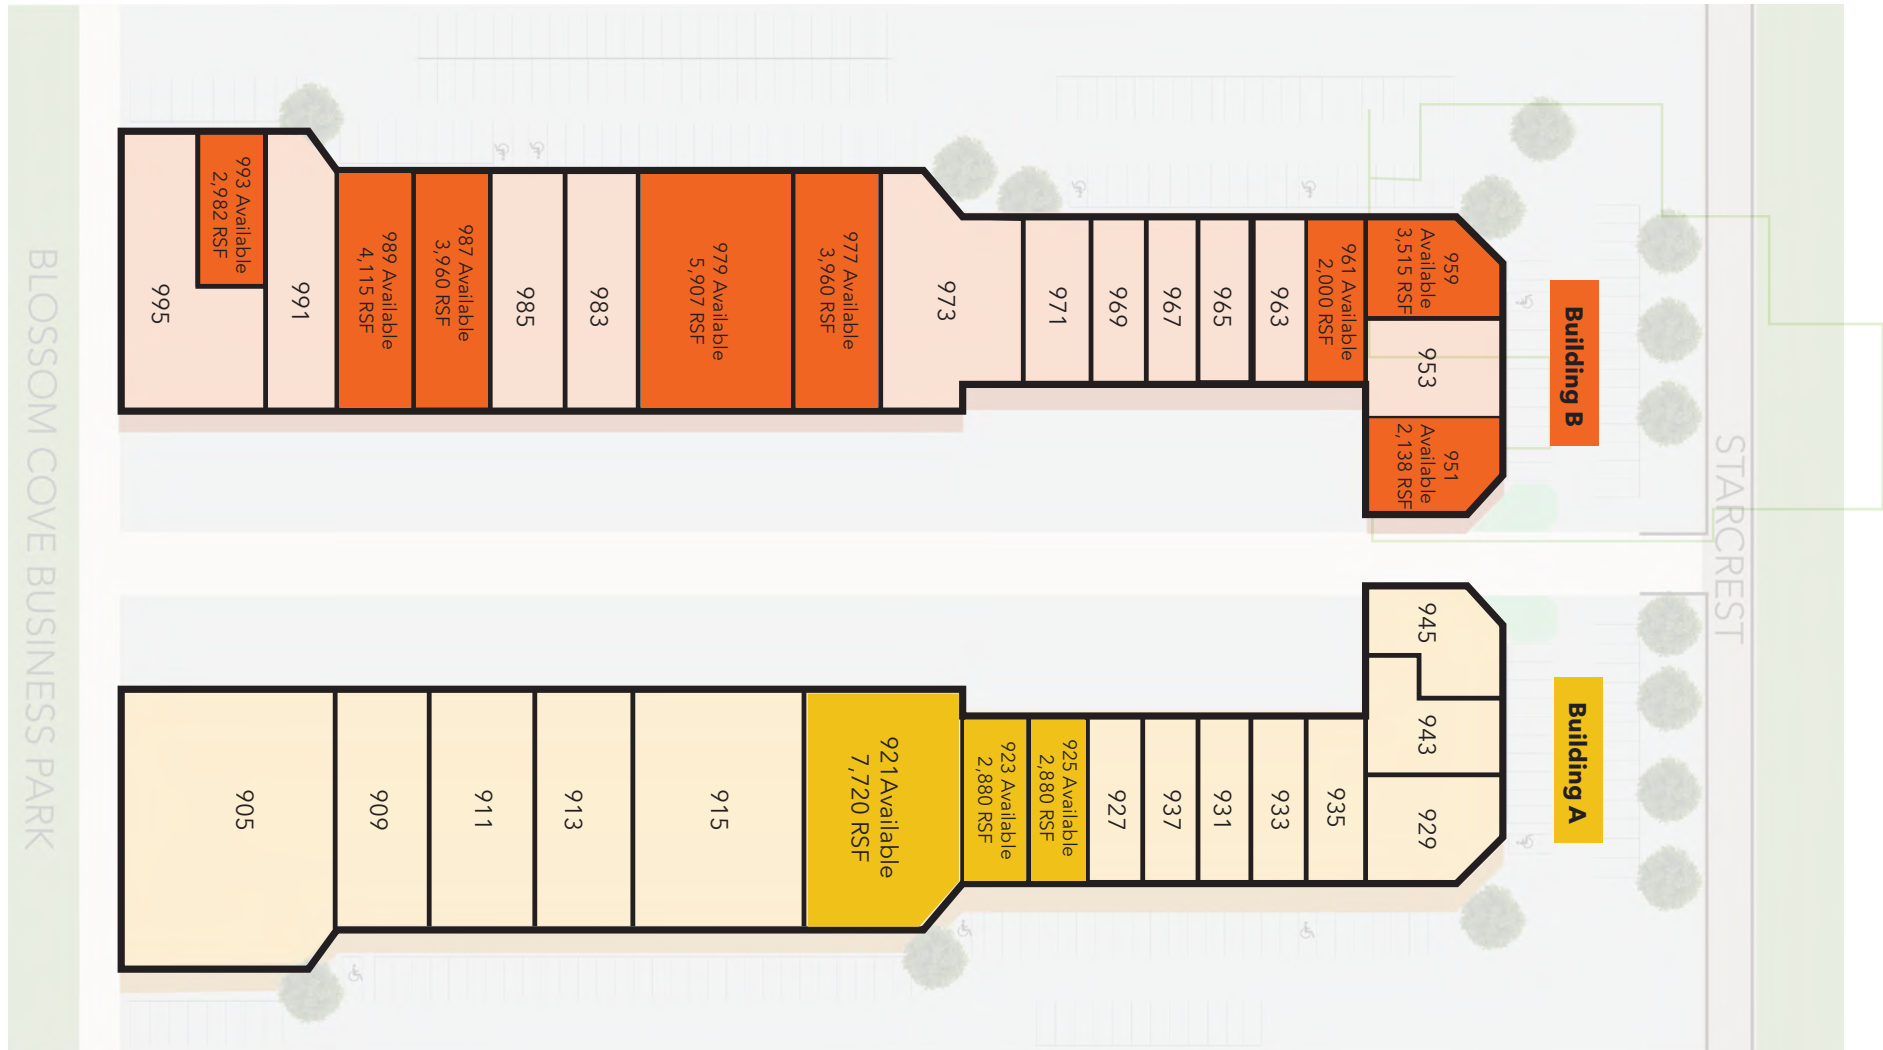 BLOSSOM COVE BUSINESS PARK
STARCREST
Building B
995
993 Available
2,982 RSF
991
989 Available
4,115 RSF
987 Available
3,960 RSF
985
983
979 Available
5,907 RSF
977 Available
3,960 RSF
973
971
969
967
965
963
961 Available
2,000 RSF
959
Available
3,515 RSF
953
951
Available
2,138 RSF
Building A
905
909
911
913
915
921Available
7,720 RSF
923 Available
2,880 RSF
925 Available
2,880 RSF
927
937
931
933
935
945
943
929